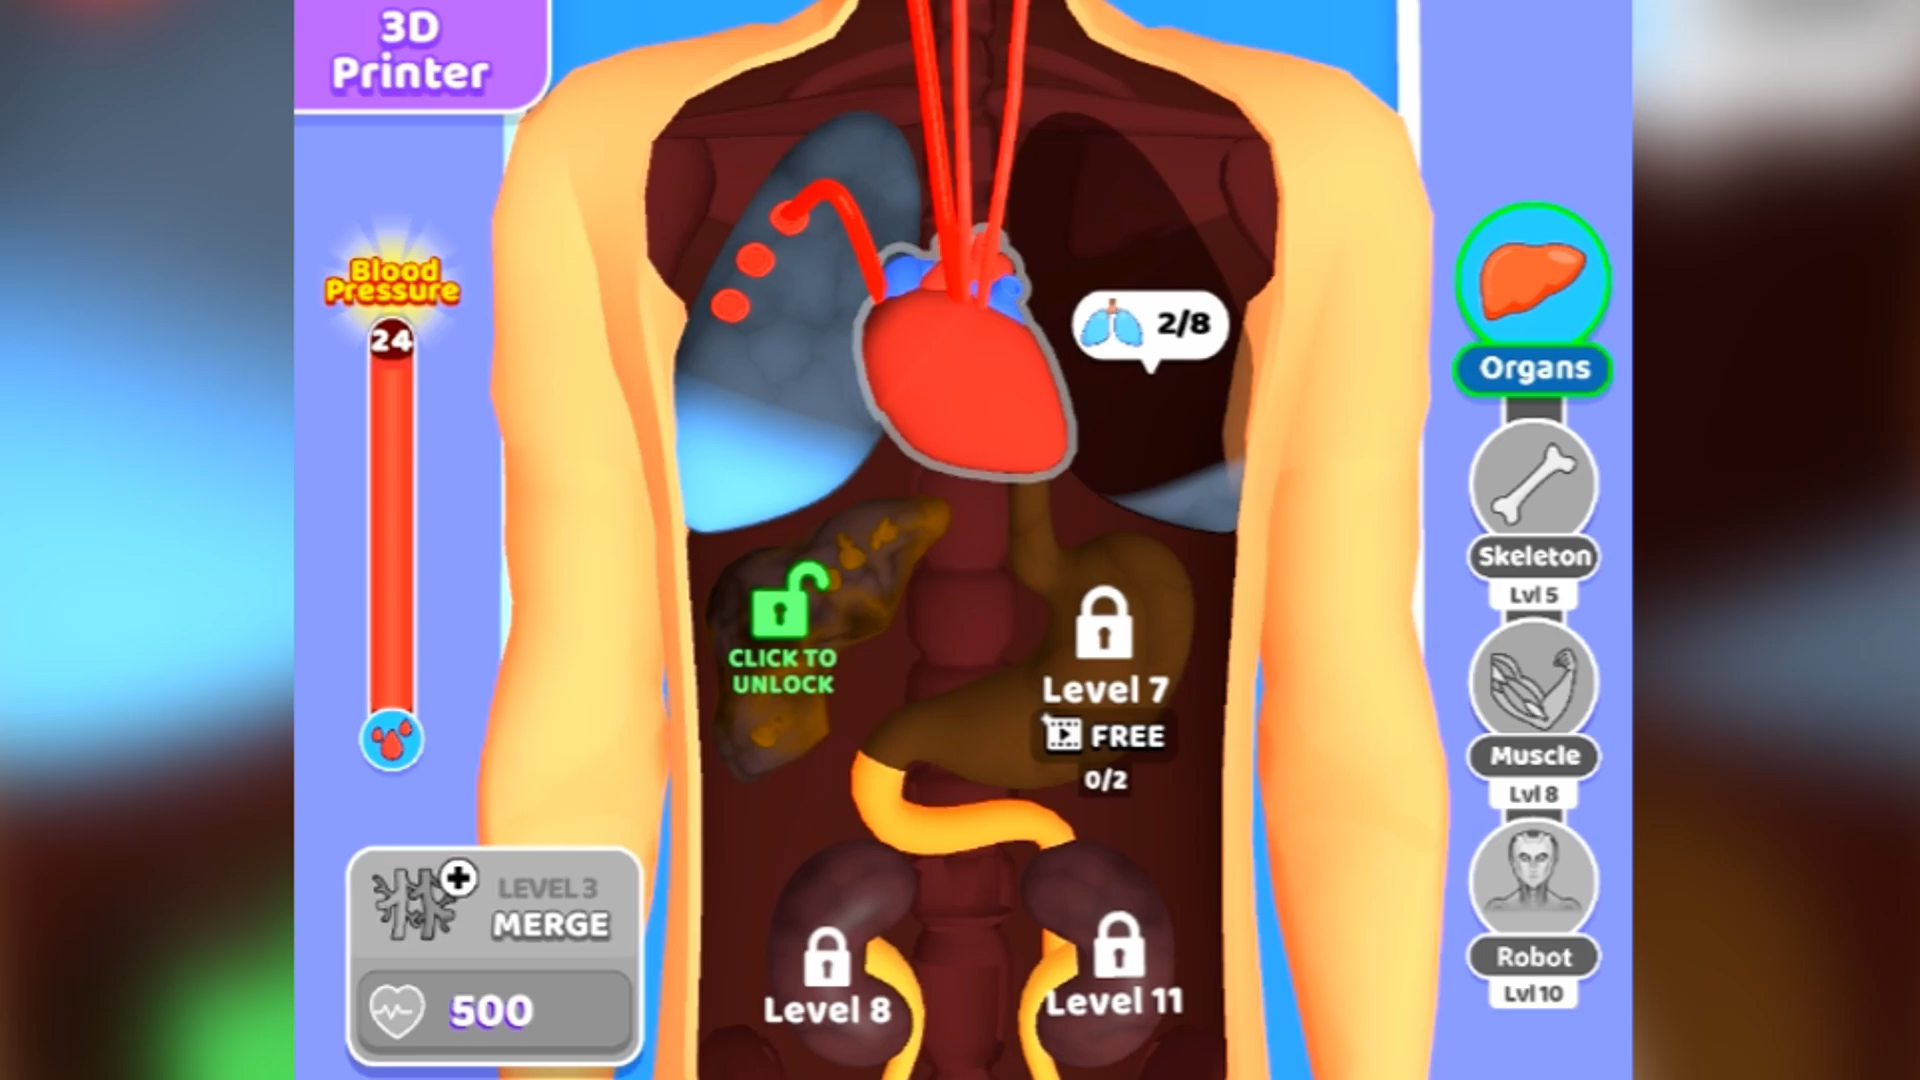 3D
Printer
Blood
Pressure
24
2/8
Organs
Skeleton
Lvl 5
CLICK TO
UNLOCK
Level 7
FREE
0/2
Muscle
Lvl 8
LEVEL 3
MERGE
500
Level 8
Level 11
Robot
Lvl 10